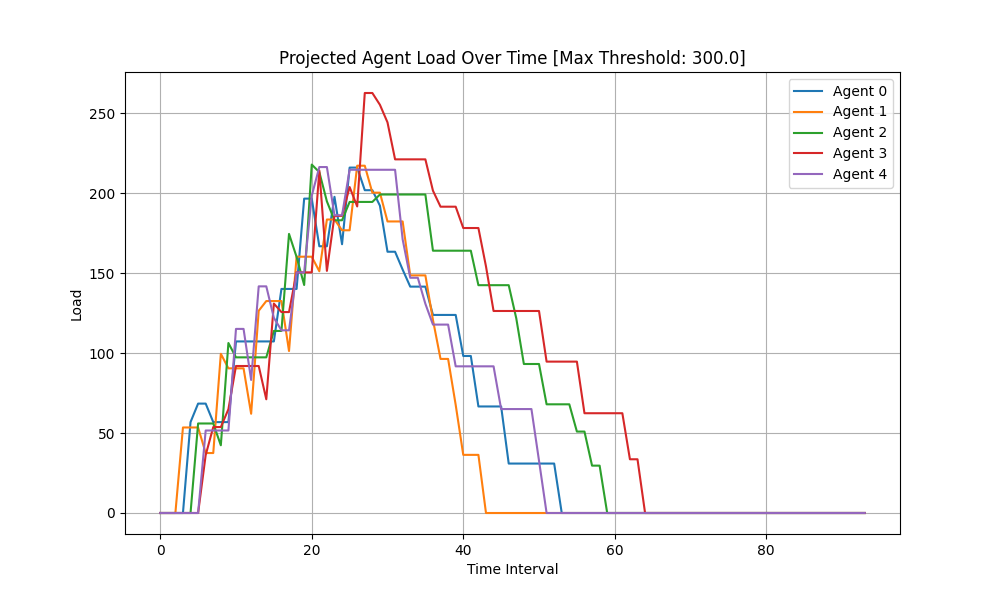 Projected Agent Load Over Time [Max Threshold: 300.0]
Agent 0
Agent 1
Agent 2
Agent 3
Agent 4
Load
250
200
150
100
50
0
0 20 40 60 80
Time Interval